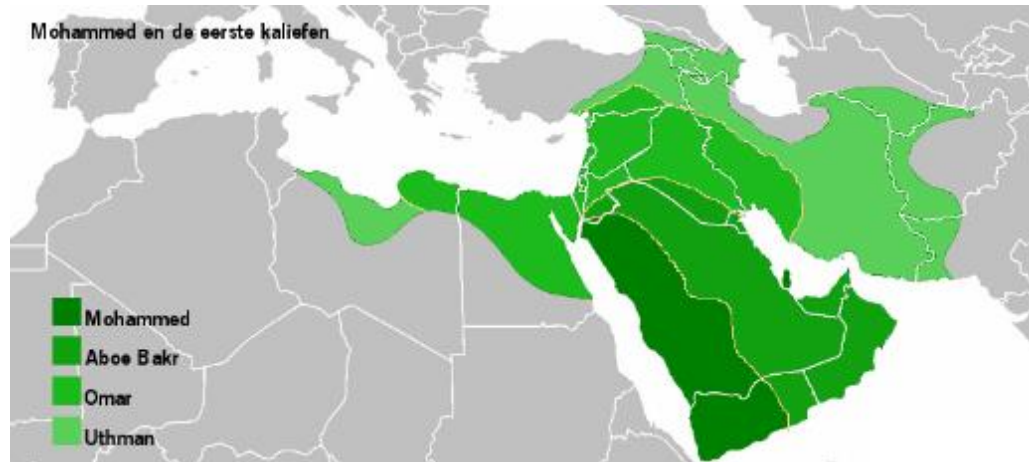 Mohammed en de eerste kaliefen
Mohammed
Aboe Bakr
Omar
Uthman